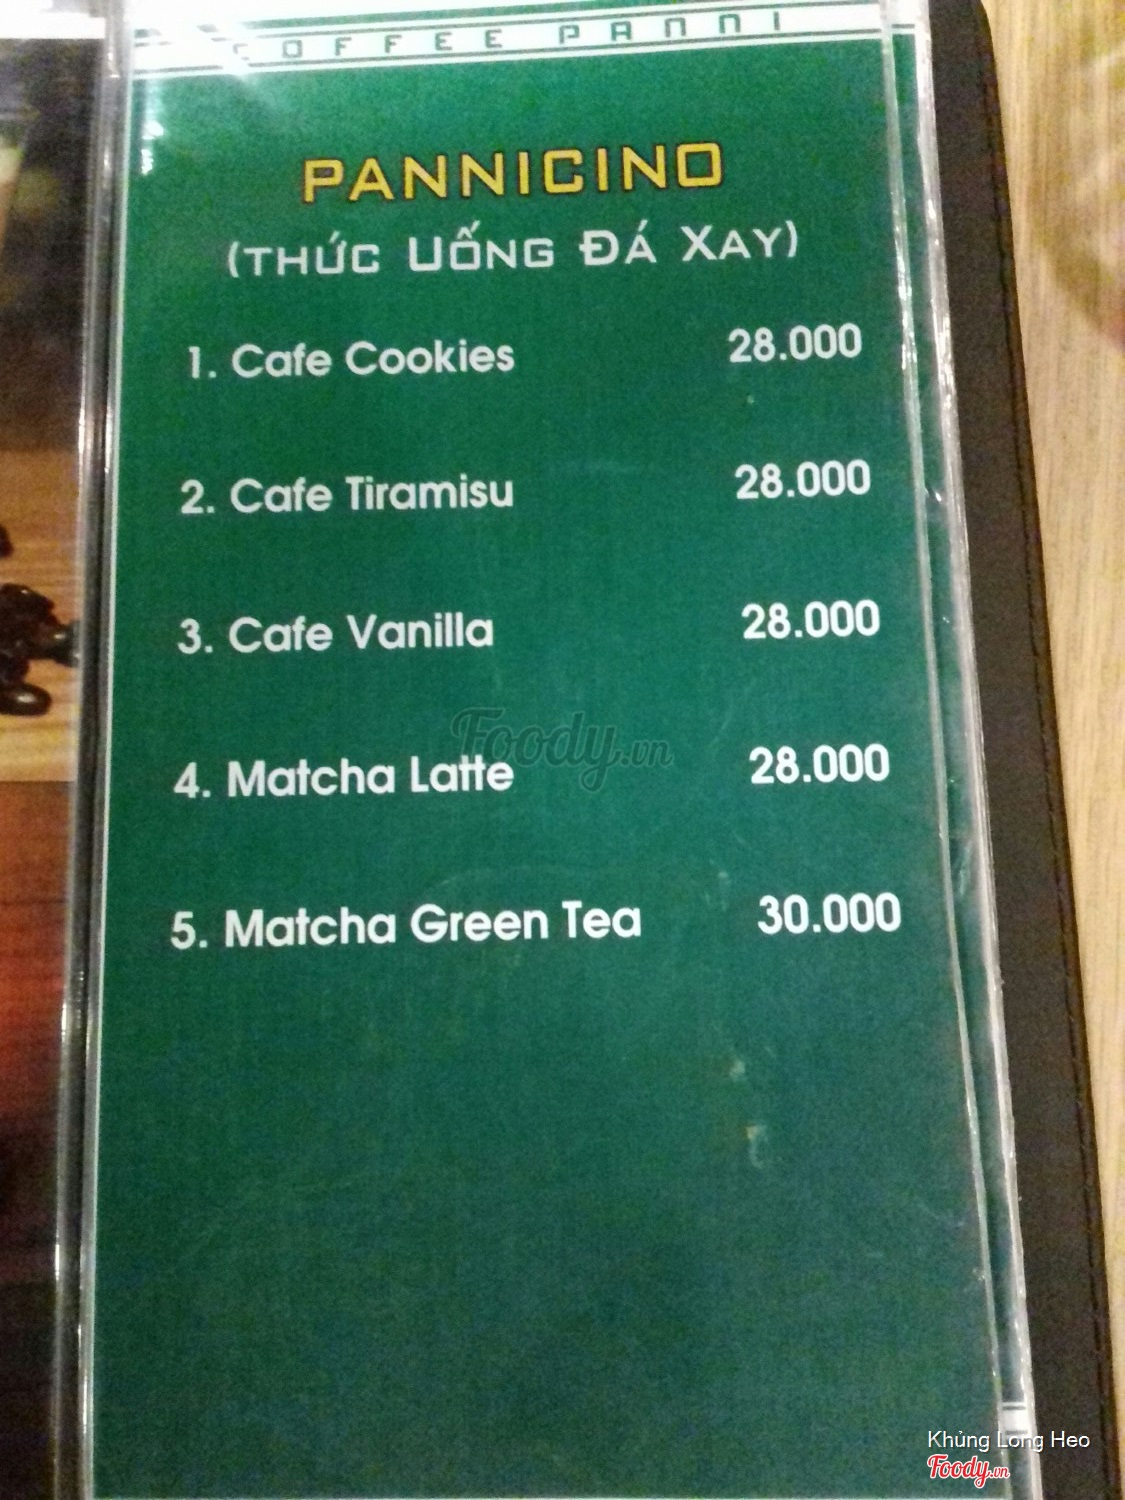 COFFEE PANNI
PANNICINO
(THỨC UỐNG ĐÁ XAY)
1. Cafe Cookies 28.000
2. Cafe Tiramisu 28.000
3. Cafe Vanilla 28.000
Foody.vn
4. Matcha Latte 28.000
5. Matcha Green Tea 30.000
Khủng Long Heo
Foody.vn